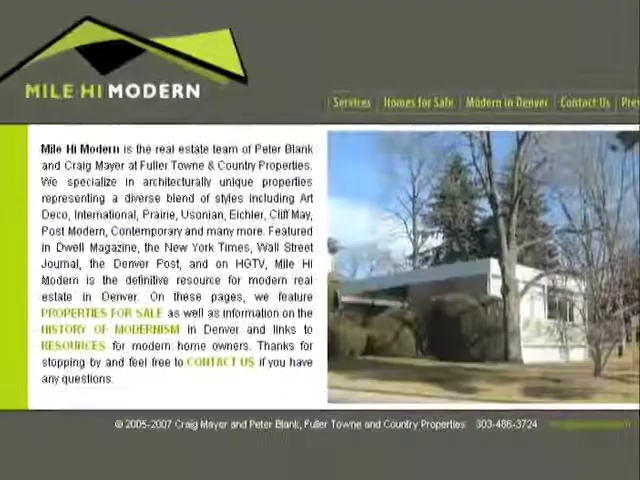 MILE HI MODERN
Services Homes for Sale Modern in Denver Contact Us
Mile Hi Modern is the real estate team of Peter Blank
and Craig Mayer at Fuller Towne & Country Properties.
We specialize in architecturally unique properties
representing a diverse blend of styles including Art
Deco, International, Prairie, Usonian, Eichler, Cliff May,
Post Modern, Contemporary and many more. Featured
in Dwell Magazine, the New York Times, Wall Street
Journal, the Denver Post, and on HGTV, Mile Hi
Modern is the definitive resource for modern real
estate in Denver. On these pages, we feature
PROPERTIES FOR SALE as well as information on the
HISTORY OF MODERNISM in Denver and links to
RESOURCES for modern home owners. Thanks for
stopping by and feel free to CONTACT US if you have
any questions.
© 2005-2007 Craig Mayer and Peter Blank, Fuller Towne and Country Properties 303-486-3724